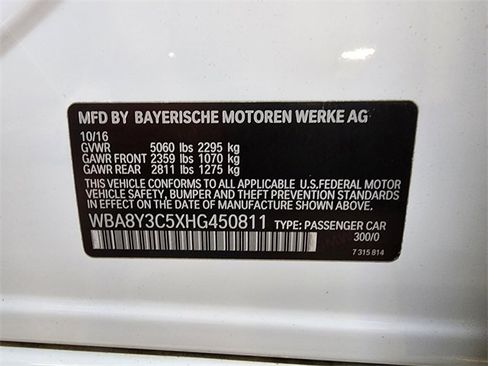 MFD BY BAYERISCHE MOTOREN WERKE AG
10/16
GVWR 5060 lbs 2295 kg
GAWR FRONT 2359 lbs 1070 kg
GAWR REAR 2811 lbs 1275 kg
THIS VEHICLE CONFORMS TO ALL APPLICABLE U.S.FEDERAL MOTOR
VEHICLE SAFETY, BUMPER AND THEFT PREVENTION STANDARDS
IN EFFECT ON THE DATE OF MANUFACTURE SHOWN ABOVE.
WBA8Y3C5XHG450811 TYPE: PASSENGER CAR
300/0
7 315 814